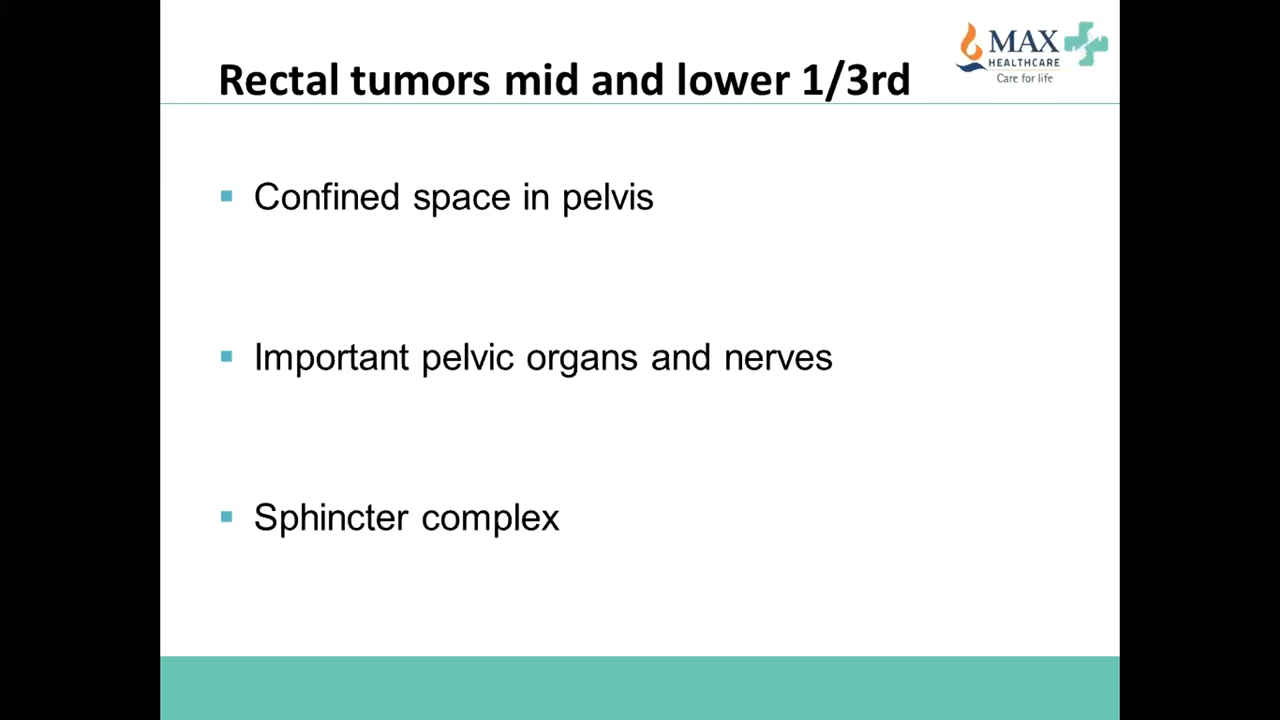 Rectal tumors mid and lower 1/3rd
MAX
HEALTHCARE
Care for life
Confined space in pelvis
Important pelvic organs and nerves
Sphincter complex